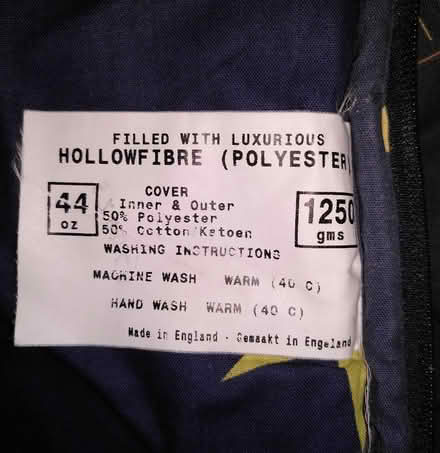 FILLED WITH LUXURIOUS
HOLLOWFIBRE (POLYESTER)
44
oz
COVER
Inner & Outer
50% Polyester
50% Cotton/Katoen
1250
gms
WASHING INSTRUCTIONS
MACHINE WASH WARM (40 C)
HAND WASH WARM (40 C)
Made in England - Gemaakt in Engeland